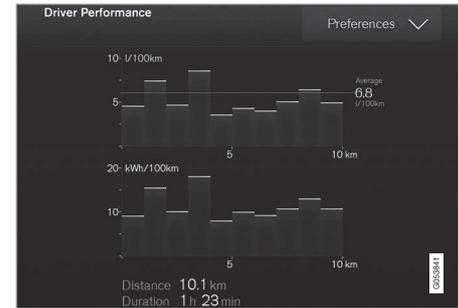 Driver Performance
Preferences
10- l/100km
Average
6.8
l/100km
5-
5
10 km
20- kWh/100km
10-
5
10 km
Distance 10.1 km
Duration 1 h 23 min
G053841